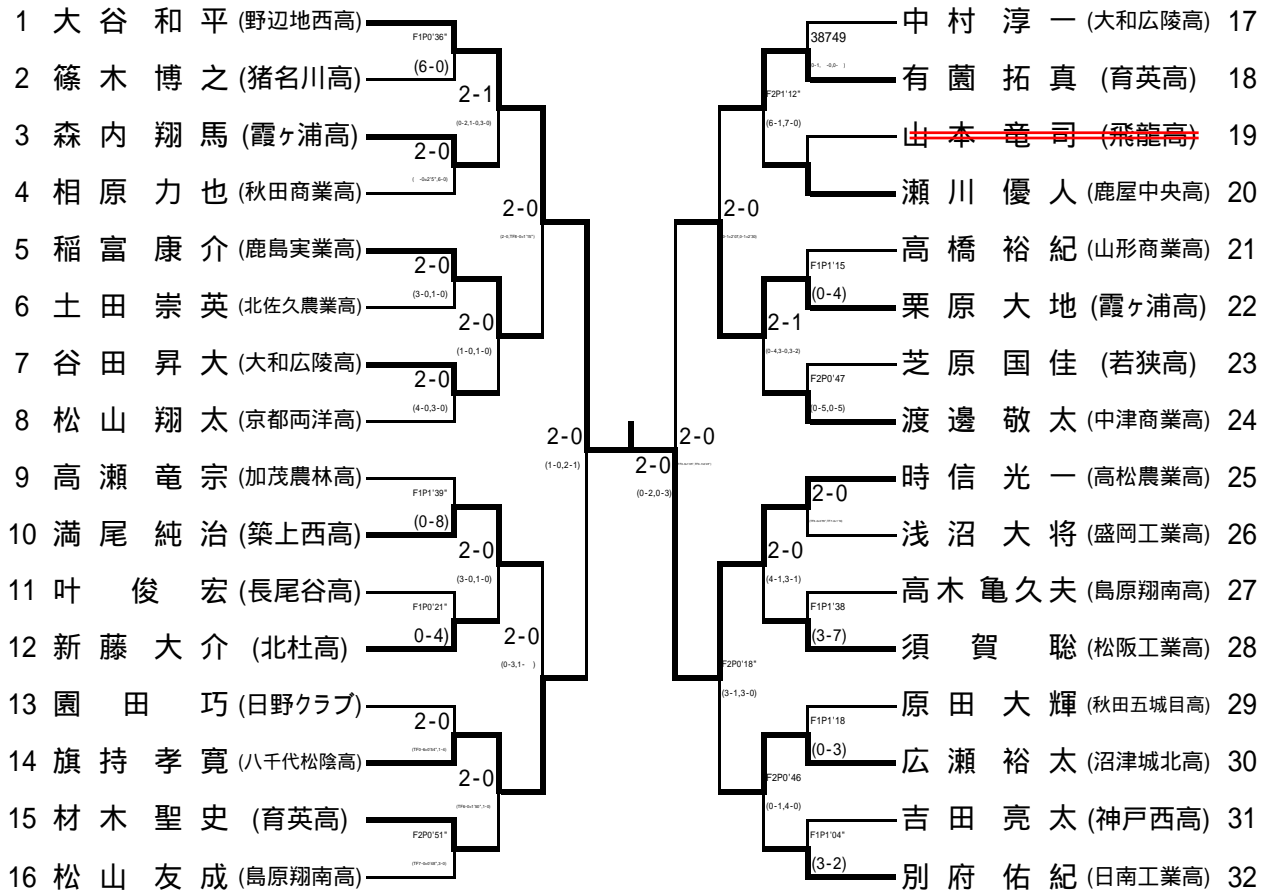 1 大谷和平 (野辺地西高)
F1P0'36"
(6-0)
2 篠木博之 (猪名川高)
2-1
(0-2,1-0,3-0)
3 森内翔馬 (霞ヶ浦高)
2-0
4 相原力也 (秋田商業高)
2-0
5 稲富康介 (鹿島実業高)
2-0
(3-0,1-0)
6 土田崇英 (北佐久農業高)
2-0
(1-0,1-0)
7 谷田昇大 (大和広陵高)
2-0
(4-0,3-0)
8 松山翔太 (京都両洋高)
2-0
(1-0,2-1)
9 高瀬竜宗 (加茂農林高)
F1P1'39"
(0-8)
10 満尾純治 (築上西高)
2-0
(3-0,1-0)
11 叶俊宏 (長尾谷高)
F1P0'21"
0-4)
12 新藤大介 (北杜高)
2-0
(0-3,1- )
13 園田巧 (日野クラブ)
2-0
14 旗持孝寛 (八千代松陰高)
2-0
15 材木聖史 (育英高)
F2P0'51"
16 松山友成 (島原翔南高)
2-0
(0-2,0-3)
中村淳一 (大和広陵高) 17
38749
有薗拓真 (育英高) 18
F2P1'12"
(6-1,7-0)
山本竜司 (飛龍高) 19
瀬川優人 (鹿屋中央高) 20
2-0
高橋裕紀 (山形商業高) 21
F1P1'15
(0-4)
栗原大地 (霞ヶ浦高) 22
2-1
(0-4,3-0,3-2)
芝原国佳 (若狭高) 23
F2P0'47
(0-5,0-5)
渡邊敬太 (中津商業高) 24
2-0
時信光一 (高松農業高) 25
2-0
浅沼大将 (盛岡工業高) 26
2-0
(4-1,3-1)
高木亀久夫 (島原翔南高) 27
F1P1'38
(3-7)
須賀聡 (松阪工業高) 28
F2P0'18"
(3-1,3-0)
原田大輝 (秋田五城目高) 29
F1P1'18
(0-3)
広瀬裕太 (沼津城北高) 30
F2P0'46
(0-1,4-0)
吉田亮太 (神戸西高) 31
F1P1'04"
(3-2)
別府佑紀 (日南工業高) 32